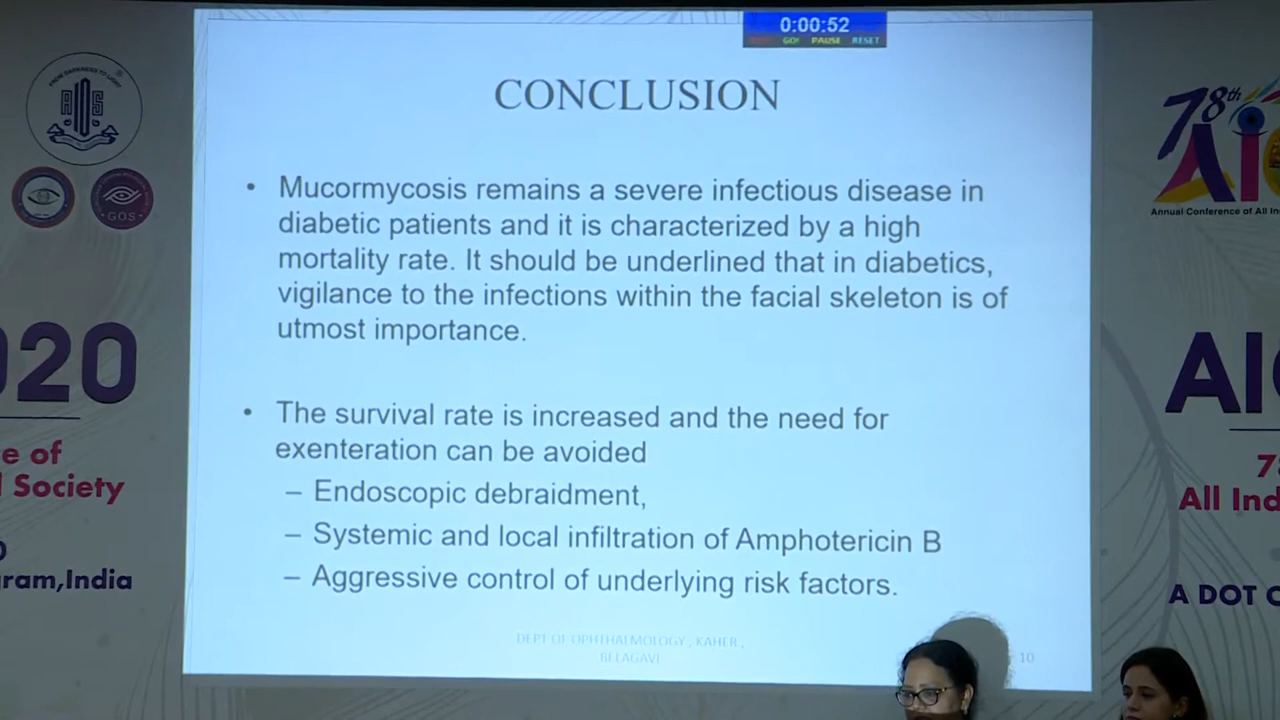 0:00:52
GO! PAUSE RESET
CONCLUSION
• Mucormycosis remains a severe infectious disease in
diabetic patients and it is characterized by a high
mortality rate. It should be underlined that in diabetics,
vigilance to the infections within the facial skeleton is of
utmost importance.
• The survival rate is increased and the need for
exenteration can be avoided
– Endoscopic debraidment,
– Systemic and local infiltration of Amphotericin B
– Aggressive control of underlying risk factors.
DEPT OF OPHTHALMOLOGY, KAHER,
BELAGAVI
10
G.O.S
020
e of
l Society
ram,India
78th
AIO
Annual Conference of All In
AI
7
All Ind
A DOT C